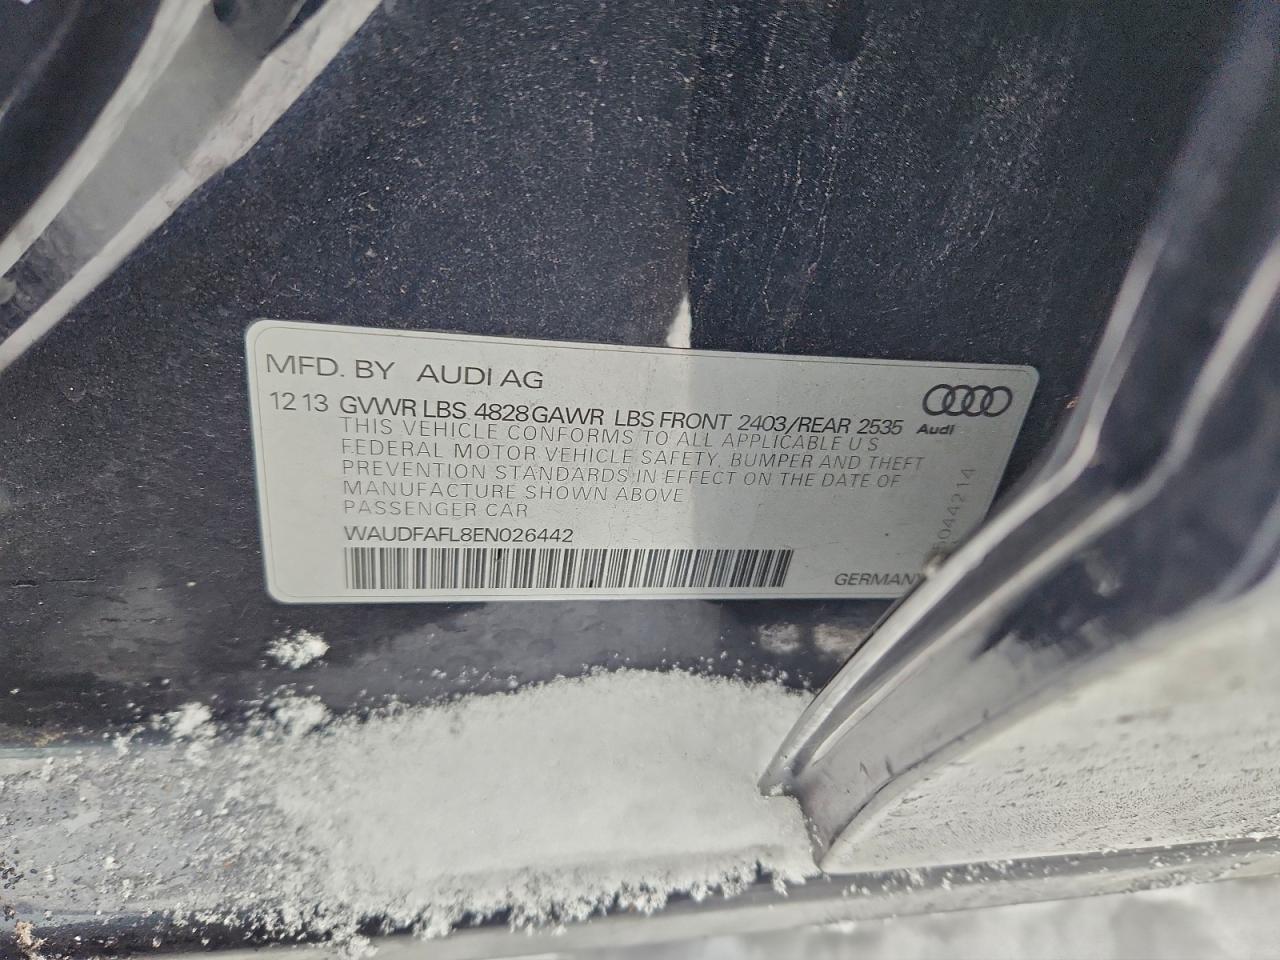 MFD. BY AUDI AG
12 13 GVWR LBS 4828 GAWR LBS FRONT 2403/REAR 2535
Audi
THIS VEHICLE CONFORMS TO ALL APPLICABLE U S
FEDERAL MOTOR VEHICLE SAFETY, BUMPER AND THEFT
PREVENTION STANDARDS IN EFFECT ON THE DATE OF
MANUFACTURE SHOWN ABOVE
PASSENGER CAR
WAUDFAFL8EN026442
GERMANY